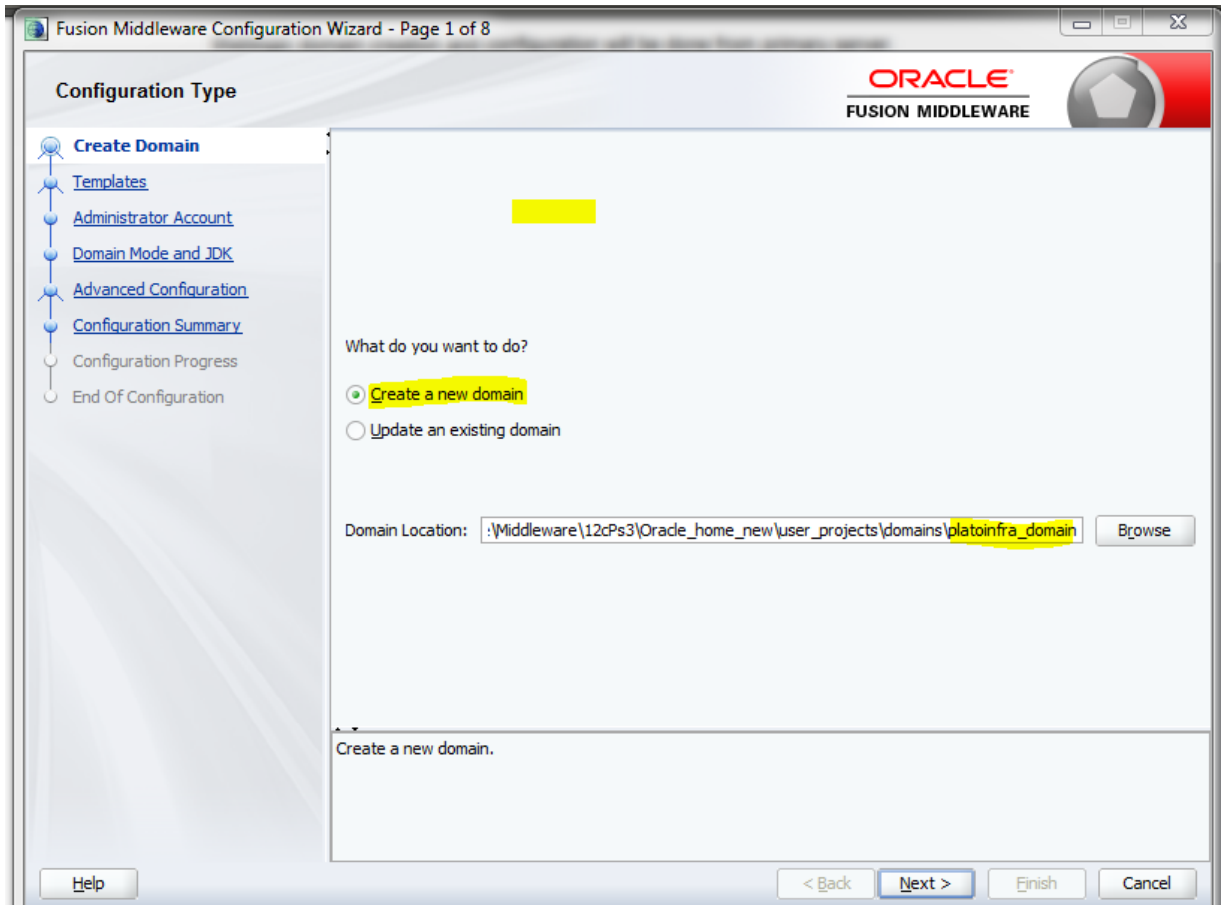 Fusion Middleware Configuration Wizard - Page 1 of 8
Configuration Type
ORACLE
FUSION MIDDLEWARE
Create Domain
Templates
Administrator Account
Domain Mode and JDK
Advanced Configuration
Configuration Summary
Configuration Progress
End Of Configuration
What do you want to do?
Create a new domain
Update an existing domain
Domain Location: :\Middleware\12cPs3\Oracle_home_new\user_projects\domains\platoinfra_domain Browse
Create a new domain.
Help < Back Next > Finish Cancel